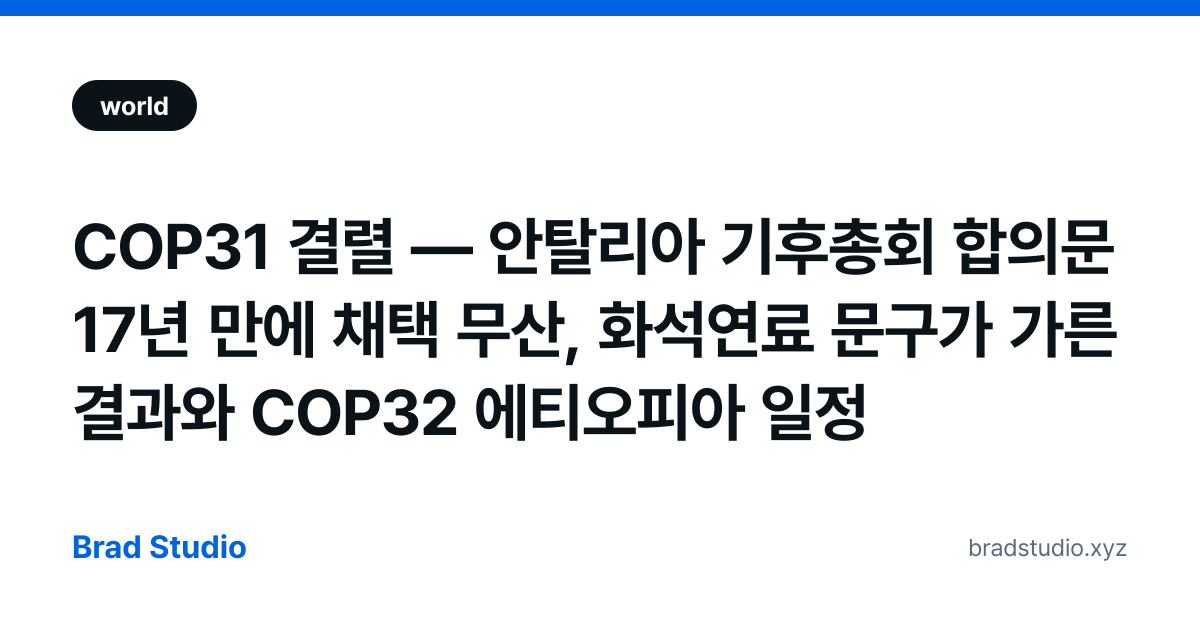 world
COP31 결렬 — 안탈리아 기후총회 합의문
17년 만에 채택 무산, 화석연료 문구가 가른
결과와 COP32 에티오피아 일정
Brad Studio
bradstudio.xyz